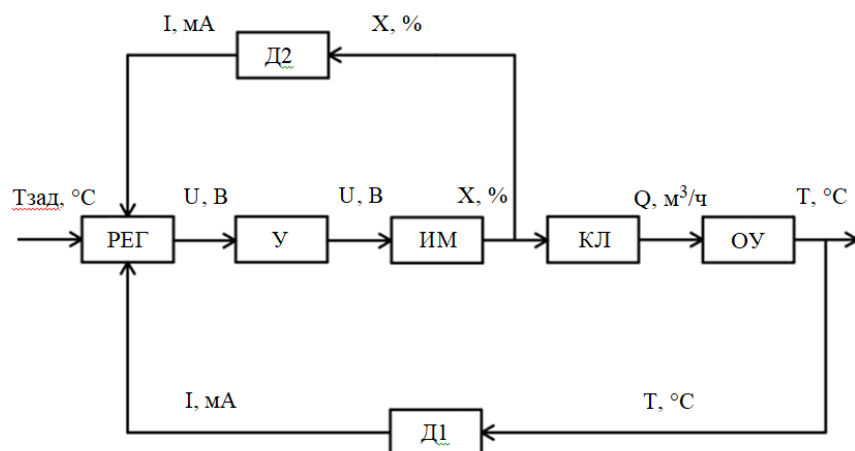 I, мА
Д2
X, %
Тзад, °С
U, В
U, В
X, %
Q, м³/ч
Т, °С
РЕГ
У
ИМ
КЛ
ОУ
I, мА
Д1
Т, °С